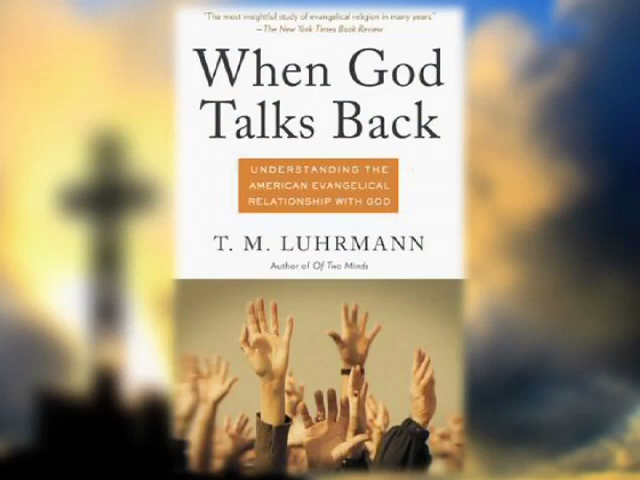 "The most insightful study of evangelical religion in many years."
—The New York Times Book Review
When God
Talks Back
UNDERSTANDING THE
AMERICAN EVANGELICAL
RELATIONSHIP WITH GOD
T. M. LUHRMANN
Author of Of Two Minds